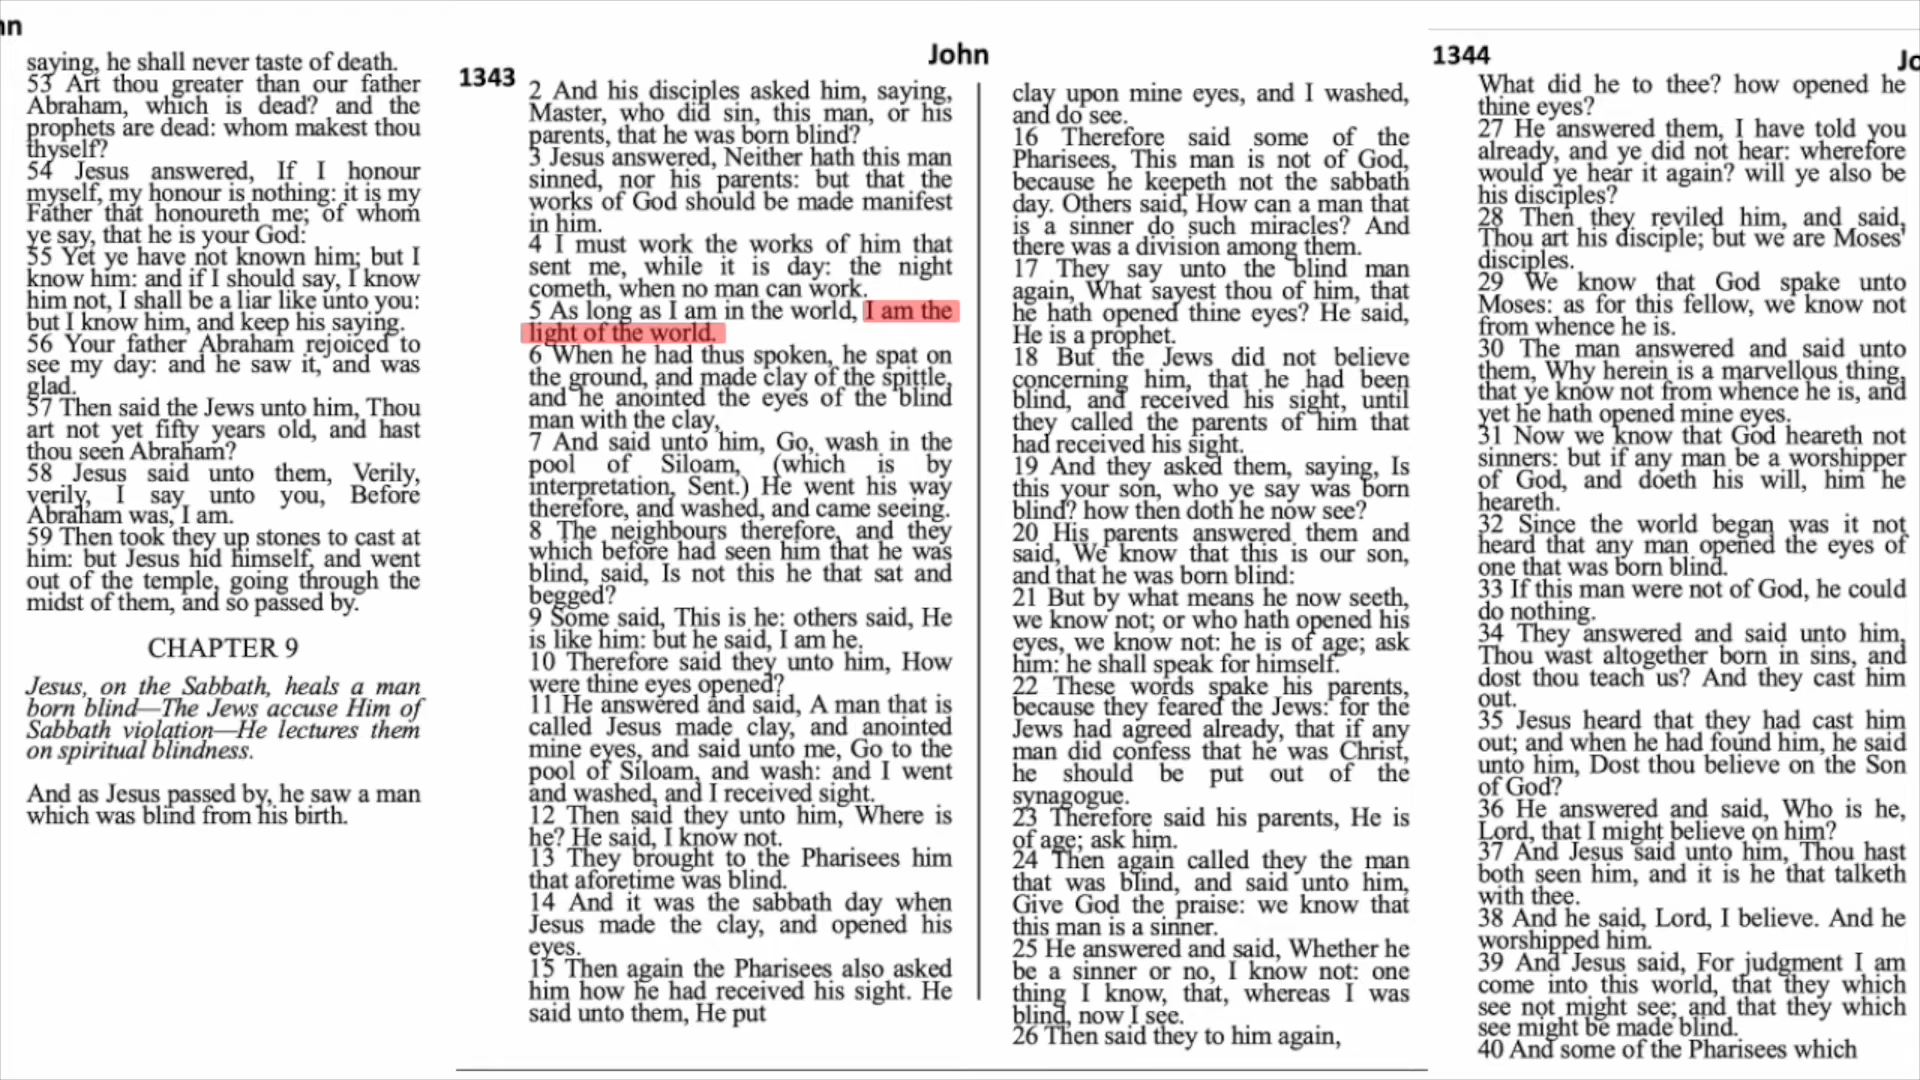 nn
saying, he shall never taste of death.
53 Art thou greater than our father
Abraham, which is dead? and the
prophets are dead: whom makest thou
thyself?
54 Jesus answered, If I honour
myself, my honour is nothing: it is my
Father that honoureth me; of whom
ye say, that he is your God:
55 Yet ye have not known him; but I
know him: and if I should say, I know
him not, I shall be a liar like unto you:
but I know him, and keep his saying.
56 Your father Abraham rejoiced to
see my day: and he saw it, and was
glad.
57 Then said the Jews unto him, Thou
art not yet fifty years old, and hast
thou seen Abraham?
58 Jesus said unto them, Verily,
verily, I say unto you, Before
Abraham was, I am.
59 Then took they up stones to cast at
him: but Jesus hid himself, and went
out of the temple, going through the
midst of them, and so passed by.
CHAPTER 9
Jesus, on the Sabbath, heals a man
born blind—The Jews accuse Him of
Sabbath violation—He lectures them
on spiritual blindness.
And as Jesus passed by, he saw a man
which was blind from his birth.
John
1343
2 And his disciples asked him, saying,
Master, who did sin, this man, or his
parents, that he was born blind?
3 Jesus answered, Neither hath this man
sinned, nor his parents: but that the
works of God should be made manifest
in him.
4 I must work the works of him that
sent me, while it is day: the night
cometh, when no man can work.
5 As long as I am in the world, I am the
light of the world.
6 When he had thus spoken, he spat on
the ground, and made clay of the spittle,
and he anointed the eyes of the blind
man with the clay,
7 And said unto him, Go, wash in the
pool of Siloam, (which is by
interpretation, Sent.) He went his way
therefore, and washed, and came seeing.
8 The neighbours therefore, and they
which before had seen him that he was
blind, said, Is not this he that sat and
begged?
9 Some said, This is he: others said, He
is like him: but he said, I am he.
10 Therefore said they unto him, How
were thine eyes opened?
11 He answered and said, A man that is
called Jesus made clay, and anointed
mine eyes, and said unto me, Go to the
pool of Siloam, and wash: and I went
and washed, and I received sight.
12 Then said they unto him, Where is
he? He said, I know not.
13 They brought to the Pharisees him
that aforetime was blind.
14 And it was the sabbath day when
Jesus made the clay, and opened his
eyes.
15 Then again the Pharisees also asked
him how he had received his sight. He
said unto them, He put
clay upon mine eyes, and I washed,
and do see.
16 Therefore said some of the
Pharisees, This man is not of God,
because he keepeth not the sabbath
day. Others said, How can a man that
is a sinner do such miracles? And
there was a division among them.
17 They say unto the blind man
again, What sayest thou of him, that
he hath opened thine eyes? He said,
He is a prophet.
18 But the Jews did not believe
concerning him, that he had been
blind, and received his sight, until
they called the parents of him that
had received his sight.
19 And they asked them, saying, Is
this your son, who ye say was born
blind? how then doth he now see?
20 His parents answered them and
said, We know that this is our son,
and that he was born blind:
21 But by what means he now seeth,
we know not; or who hath opened his
eyes, we know not: he is of age; ask
him: he shall speak for himself.
22 These words spake his parents,
because they feared the Jews: for the
Jews had agreed already, that if any
man did confess that he was Christ,
he should be put out of the
synagogue.
23 Therefore said his parents, He is
of age; ask him.
24 Then again called they the man
that was blind, and said unto him,
Give God the praise: we know that
this man is a sinner.
25 He answered and said, Whether he
be a sinner or no, I know not: one
thing I know, that, whereas I was
blind, now I see.
26 Then said they to him again,
1344
Jo
What did he to thee? how opened he
thine eyes?
27 He answered them, I have told you
already, and ye did not hear: wherefore
would ye hear it again? will ye also be
his disciples?
28 Then they reviled him, and said,
Thou art his disciple; but we are Moses'
disciples.
29 We know that God spake unto
Moses: as for this fellow, we know not
from whence he is.
30 The man answered and said unto
them, Why herein is a marvellous thing,
that ye know not from whence he is, and
yet he hath opened mine eyes.
31 Now we know that God heareth not
sinners: but if any man be a worshipper
of God, and doeth his will, him he
heareth.
32 Since the world began was it not
heard that any man opened the eyes of
one that was born blind.
33 If this man were not of God, he could
do nothing.
34 They answered and said unto him,
Thou wast altogether born in sins, and
dost thou teach us? And they cast him
out.
35 Jesus heard that they had cast him
out; and when he had found him, he said
unto him, Dost thou believe on the Son
of God?
36 He answered and said, Who is he,
Lord, that I might believe on him?
37 And Jesus said unto him, Thou hast
both seen him, and it is he that talketh
with thee.
38 And he said, Lord, I believe. And he
worshipped him.
39 And Jesus said, For judgment I am
come into this world, that they which
see not might see; and that they which
see might be made blind.
40 And some of the Pharisees which